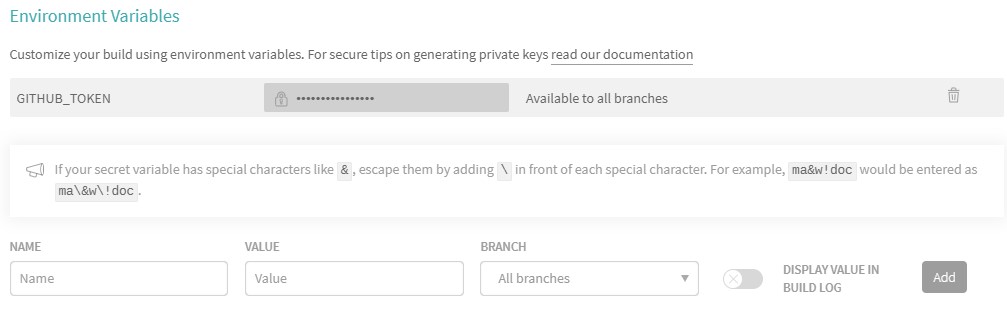 Environment Variables
Customize your build using environment variables. For secure tips on generating private keys read our documentation
GITHUB_TOKEN •••••••••••••••• Available to all branches
If your secret variable has special characters like &, escape them by adding \ in front of each special character. For example, ma&w!doc would be entered as
ma\&w\!doc.
NAME VALUE BRANCH
Name Value All branches DISPLAY VALUE IN
BUILD LOG Add